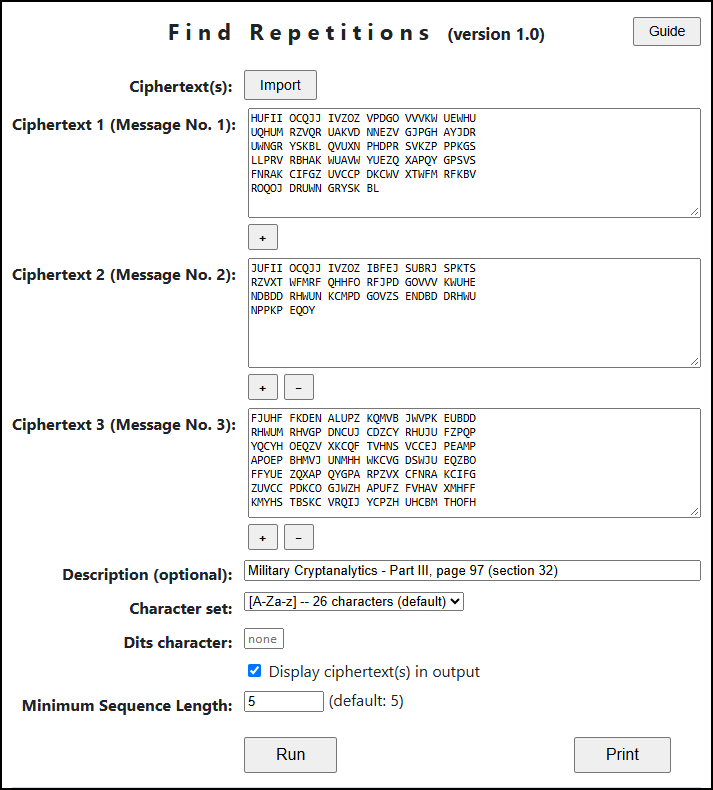 Find Repetitions (version 1.0)
Guide
Ciphertext(s): Import
Ciphertext 1 (Message No. 1):
HUFII OCQJJ IVZOZ VPDGO VVVKW UEWHU
UQHUM RZVQR UAKVD NNEZV GJPGH AYJDR
UWNGR YSKBL QVUXN PHDPR SVKZP PPKGS
LLPRV RBHAK WUAVW YUEZQ XAPQY GPSVS
FNRAK CIFGZ UVCCP DKCWV XTWFM RFKBV
ROQOJ DRUWN GRYSK BL
+
Ciphertext 2 (Message No. 2):
JUFII OCQJJ IVZOZ IBFEJ SUBRJ SPKTS
RZVXT WFMRF QHHFO RFJPD GOVVV KWUHE
NDBDD RHWUN KCMPD GOVZS ENDBD DRHWU
NPPKP EQOY
+ −
Ciphertext 3 (Message No. 3):
FJUHF FKDEN ALUPZ KQMVB JWVPK EUBDD
RHWUM RHVGP DNCUJ CDZCY RHUJU FZPQP
YQCYH OEQZV XKCQF TVHNS VCCEJ PEAMP
APOEP BHMVJ UNMHH WKCVG DSWJU EQZBO
FFYUE ZQXAP QYGPA RPZVX CFNRA KCIFG
ZUVCC PDKCO GJWZH APUFZ FVHAV XMHFF
KMYHS TBSKC VRQIJ YCPZH UHCBM THOFH
+ −
Description (optional): Military Cryptanalytics - Part III, page 97 (section 32)
Character set: [A-Za-z] -- 26 characters (default)
Dits character: none
Display ciphertext(s) in output
Minimum Sequence Length: 5 (default: 5)
Run
Print